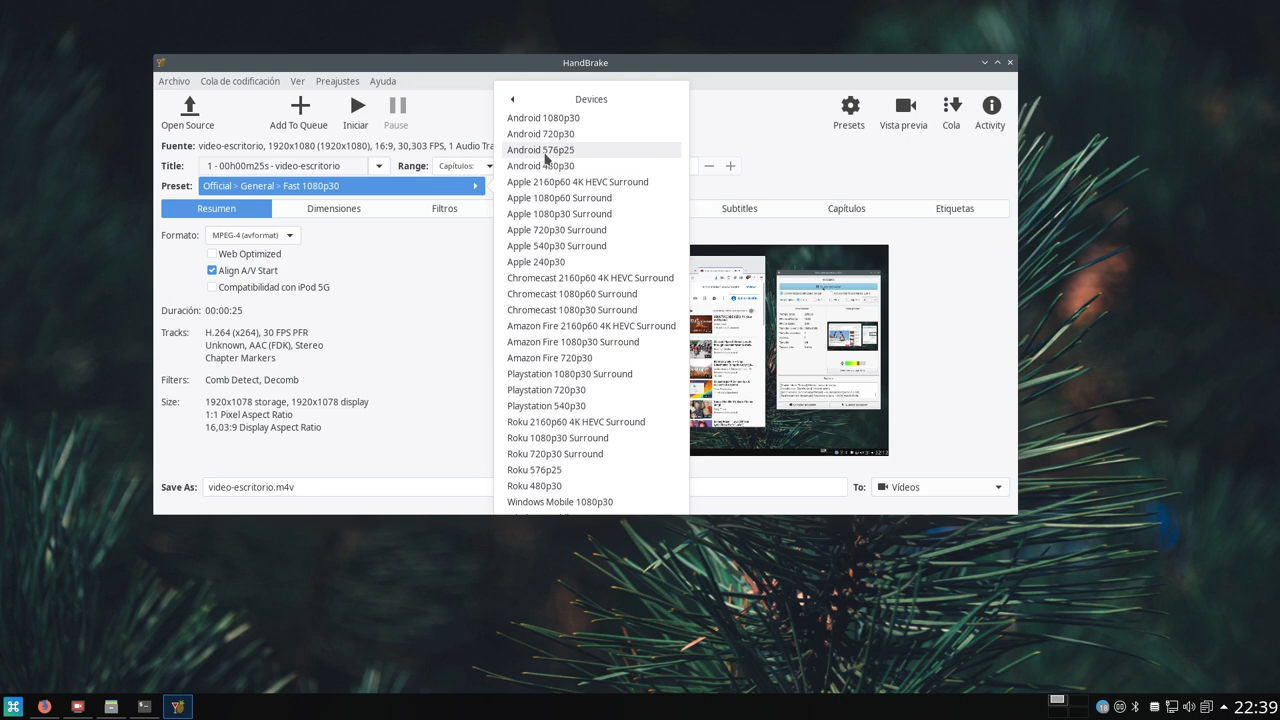 HandBrake
Archivo Cola de codificación Ver Preajustes Ayuda
Open Source Add To Queue Iniciar Pause Presets Vista previa Cola Activity
Fuente: video-escritorio, 1920x1080 (1920x1080), 16:9, 30,303 FPS, 1 Audio Tra
Title: 1 - 00h00m25s - video-escritorio Range: Capítulos:
Preset: Official > General > Fast 1080p30
Resumen Dimensiones Filtros Subtitles Capítulos Etiquetas
Formato: MPEG-4 (avformat)
Web Optimized
Align A/V Start
Compatibilidad con iPod 5G
Duración: 00:00:25
Tracks: H.264 (x264), 30 FPS PFR
Unknown, AAC (FDK), Stereo
Chapter Markers
Filters: Comb Detect, Decomb
Size: 1920x1078 storage, 1920x1078 display
1:1 Pixel Aspect Ratio
16,03:9 Display Aspect Ratio
Save As: video-escritorio.m4v To: Vídeos
Devices
Android 1080p30
Android 720p30
Android 576p25
Android 480p30
Apple 2160p60 4K HEVC Surround
Apple 1080p60 Surround
Apple 1080p30 Surround
Apple 720p30 Surround
Apple 540p30 Surround
Apple 240p30
Chromecast 2160p60 4K HEVC Surround
Chromecast 1080p60 Surround
Chromecast 1080p30 Surround
Amazon Fire 2160p60 4K HEVC Surround
Amazon Fire 1080p30 Surround
Amazon Fire 720p30
Playstation 1080p30 Surround
Playstation 720p30
Playstation 540p30
Roku 2160p60 4K HEVC Surround
Roku 1080p30 Surround
Roku 720p30 Surround
Roku 576p25
Roku 480p30
Windows Mobile 1080p30
22:12
18
22:39